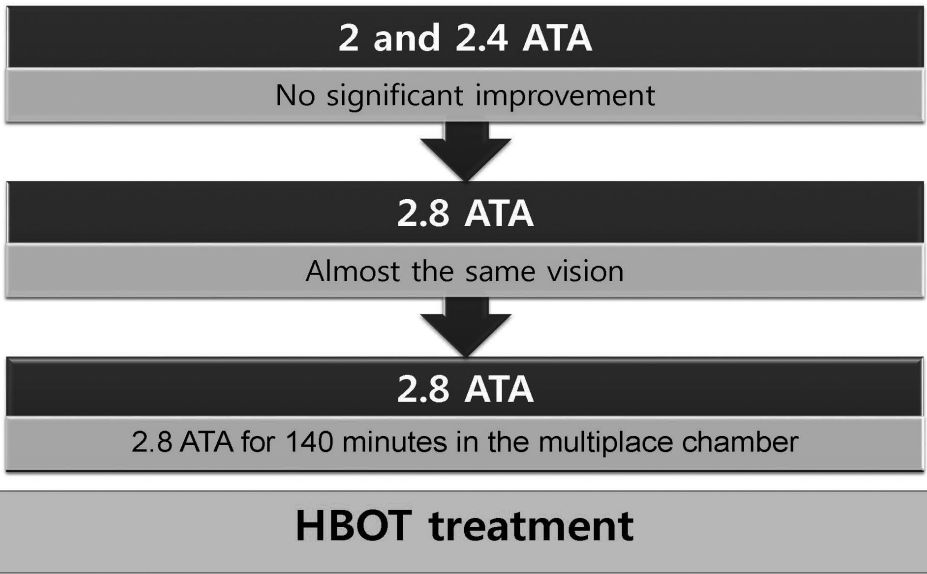 2 and 2.4 ATA
No significant improvement
2.8 ATA
Almost the same vision
2.8 ATA
2.8 ATA for 140 minutes in the multiplace chamber
HBOT treatment